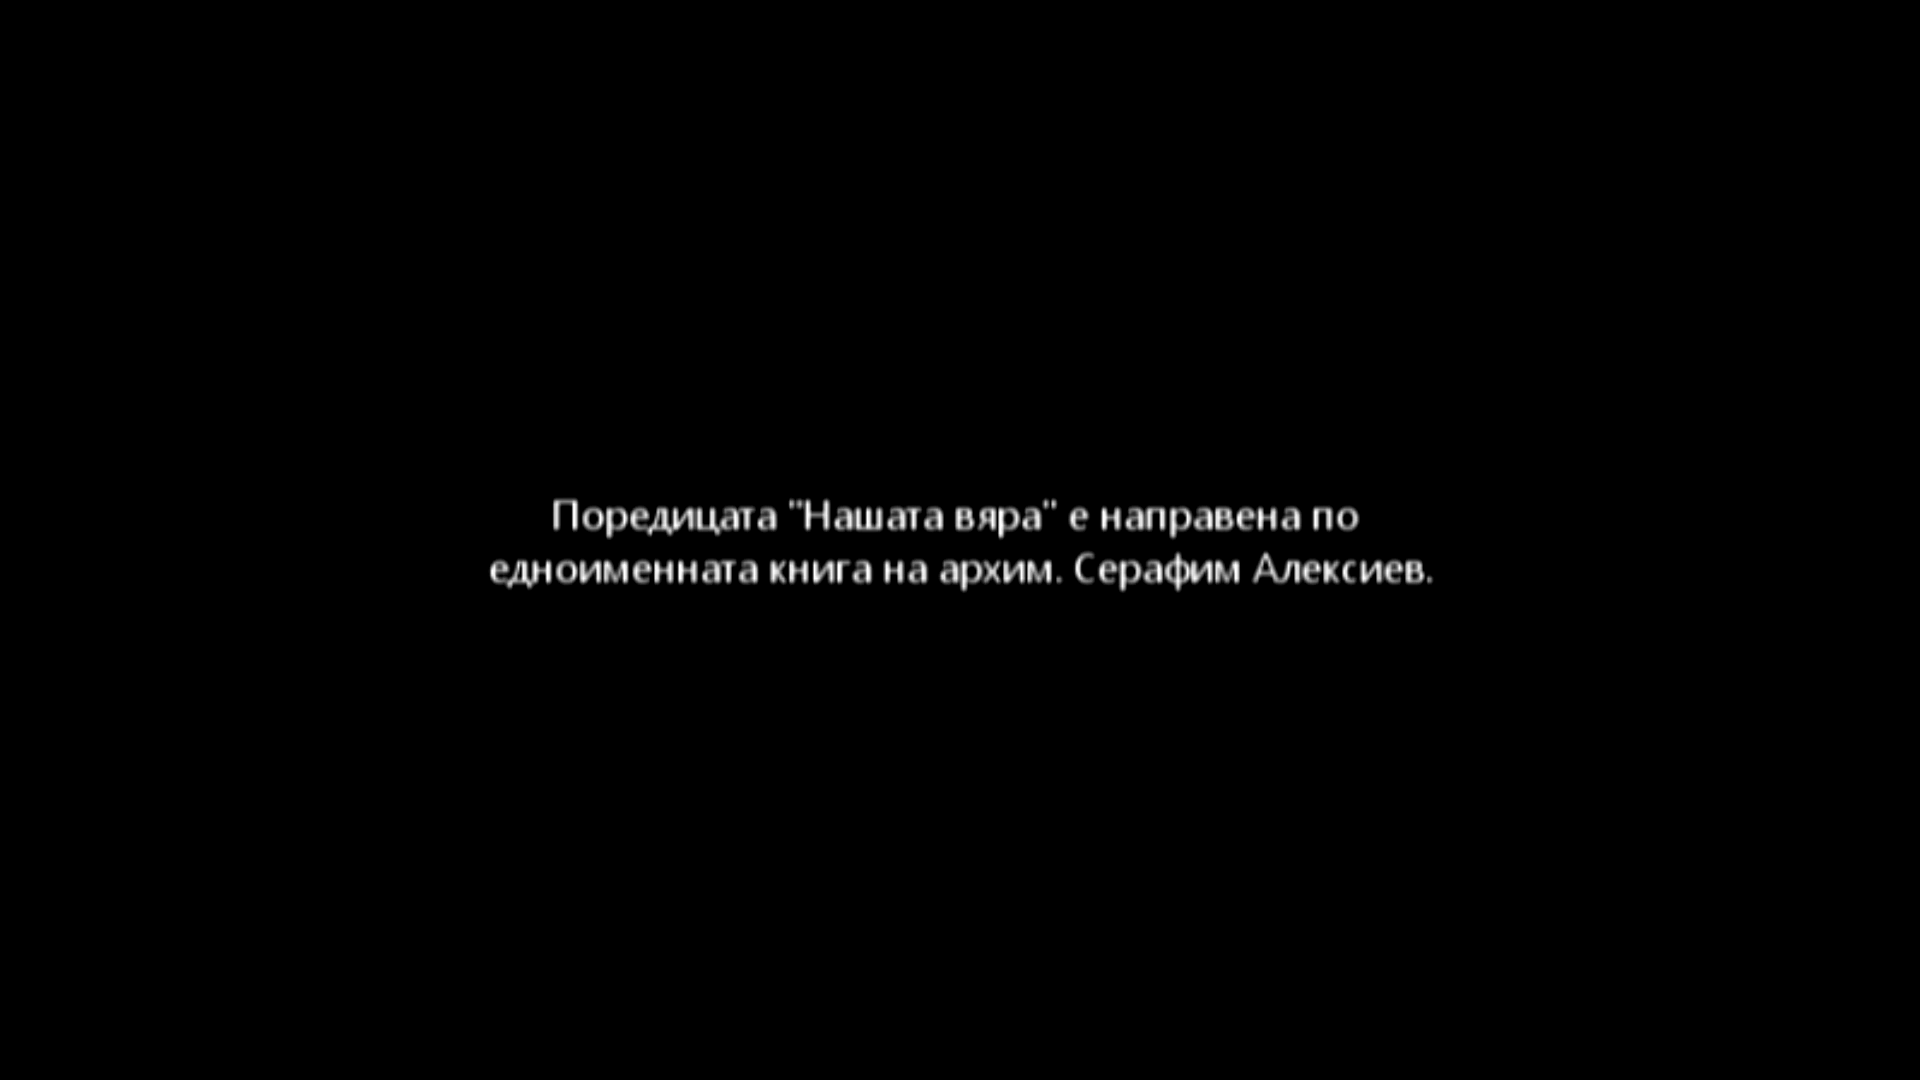 Поредицата "Нашата вяра" е направена по
едноименната книга на архим. Серафим Алексиев.